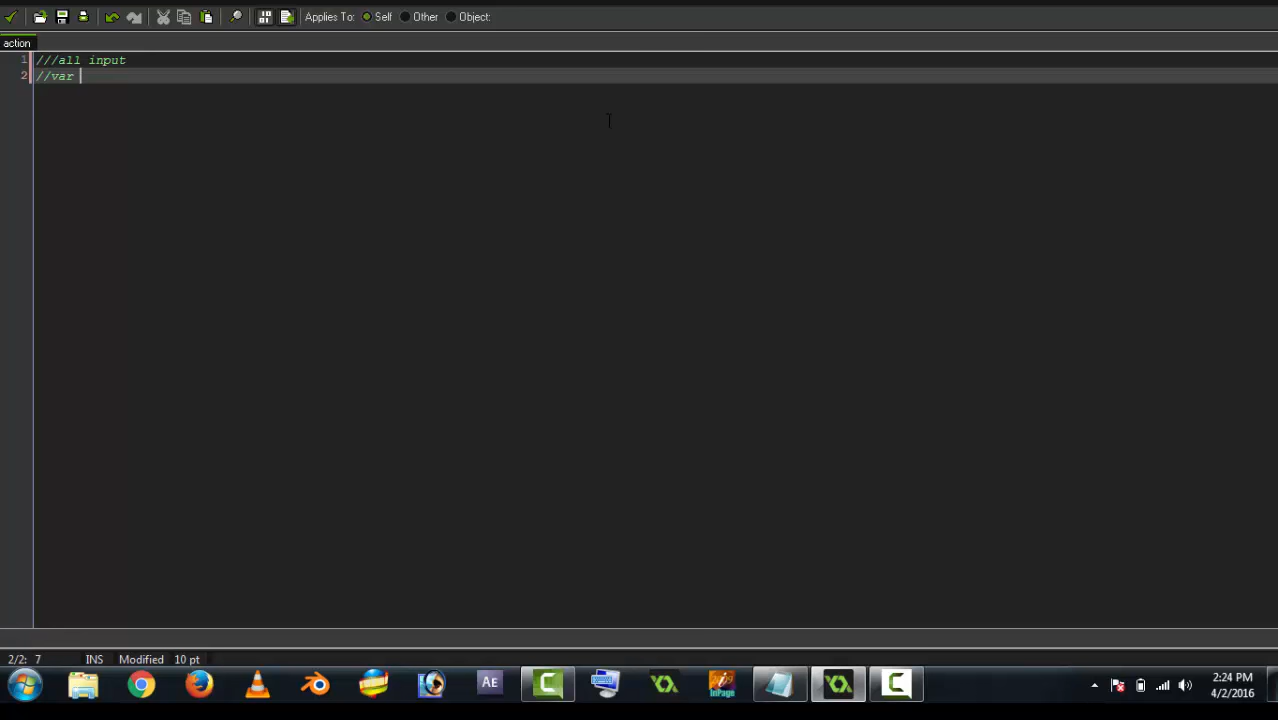 Applies To: Self Other Object:
action
1 ///all input
2 //var
2/2: 7 INS Modified 10 pt
AE
InPage
2:24 PM
4/2/2016